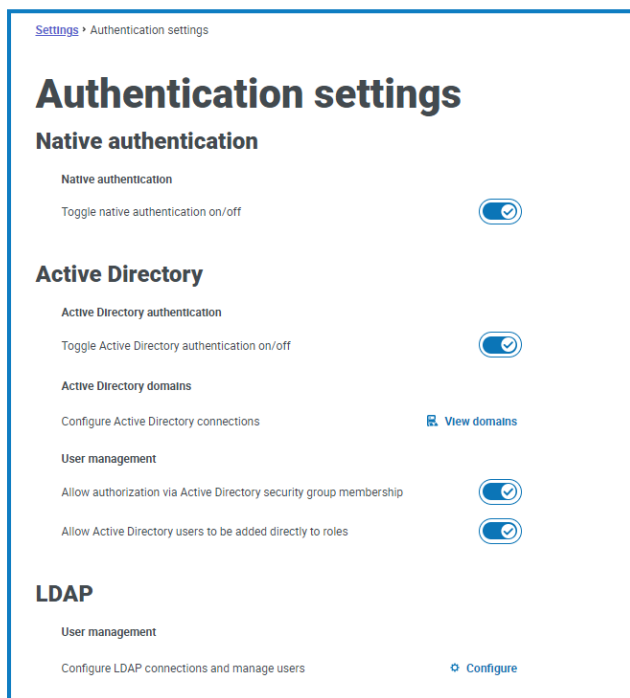 Settings › Authentication settings
Authentication settings
Native authentication
Native authentication
Toggle native authentication on/off
Active Directory
Active Directory authentication
Toggle Active Directory authentication on/off
Active Directory domains
Configure Active Directory connections View domains
User management
Allow authorization via Active Directory security group membership
Allow Active Directory users to be added directly to roles
LDAP
User management
Configure LDAP connections and manage users Configure